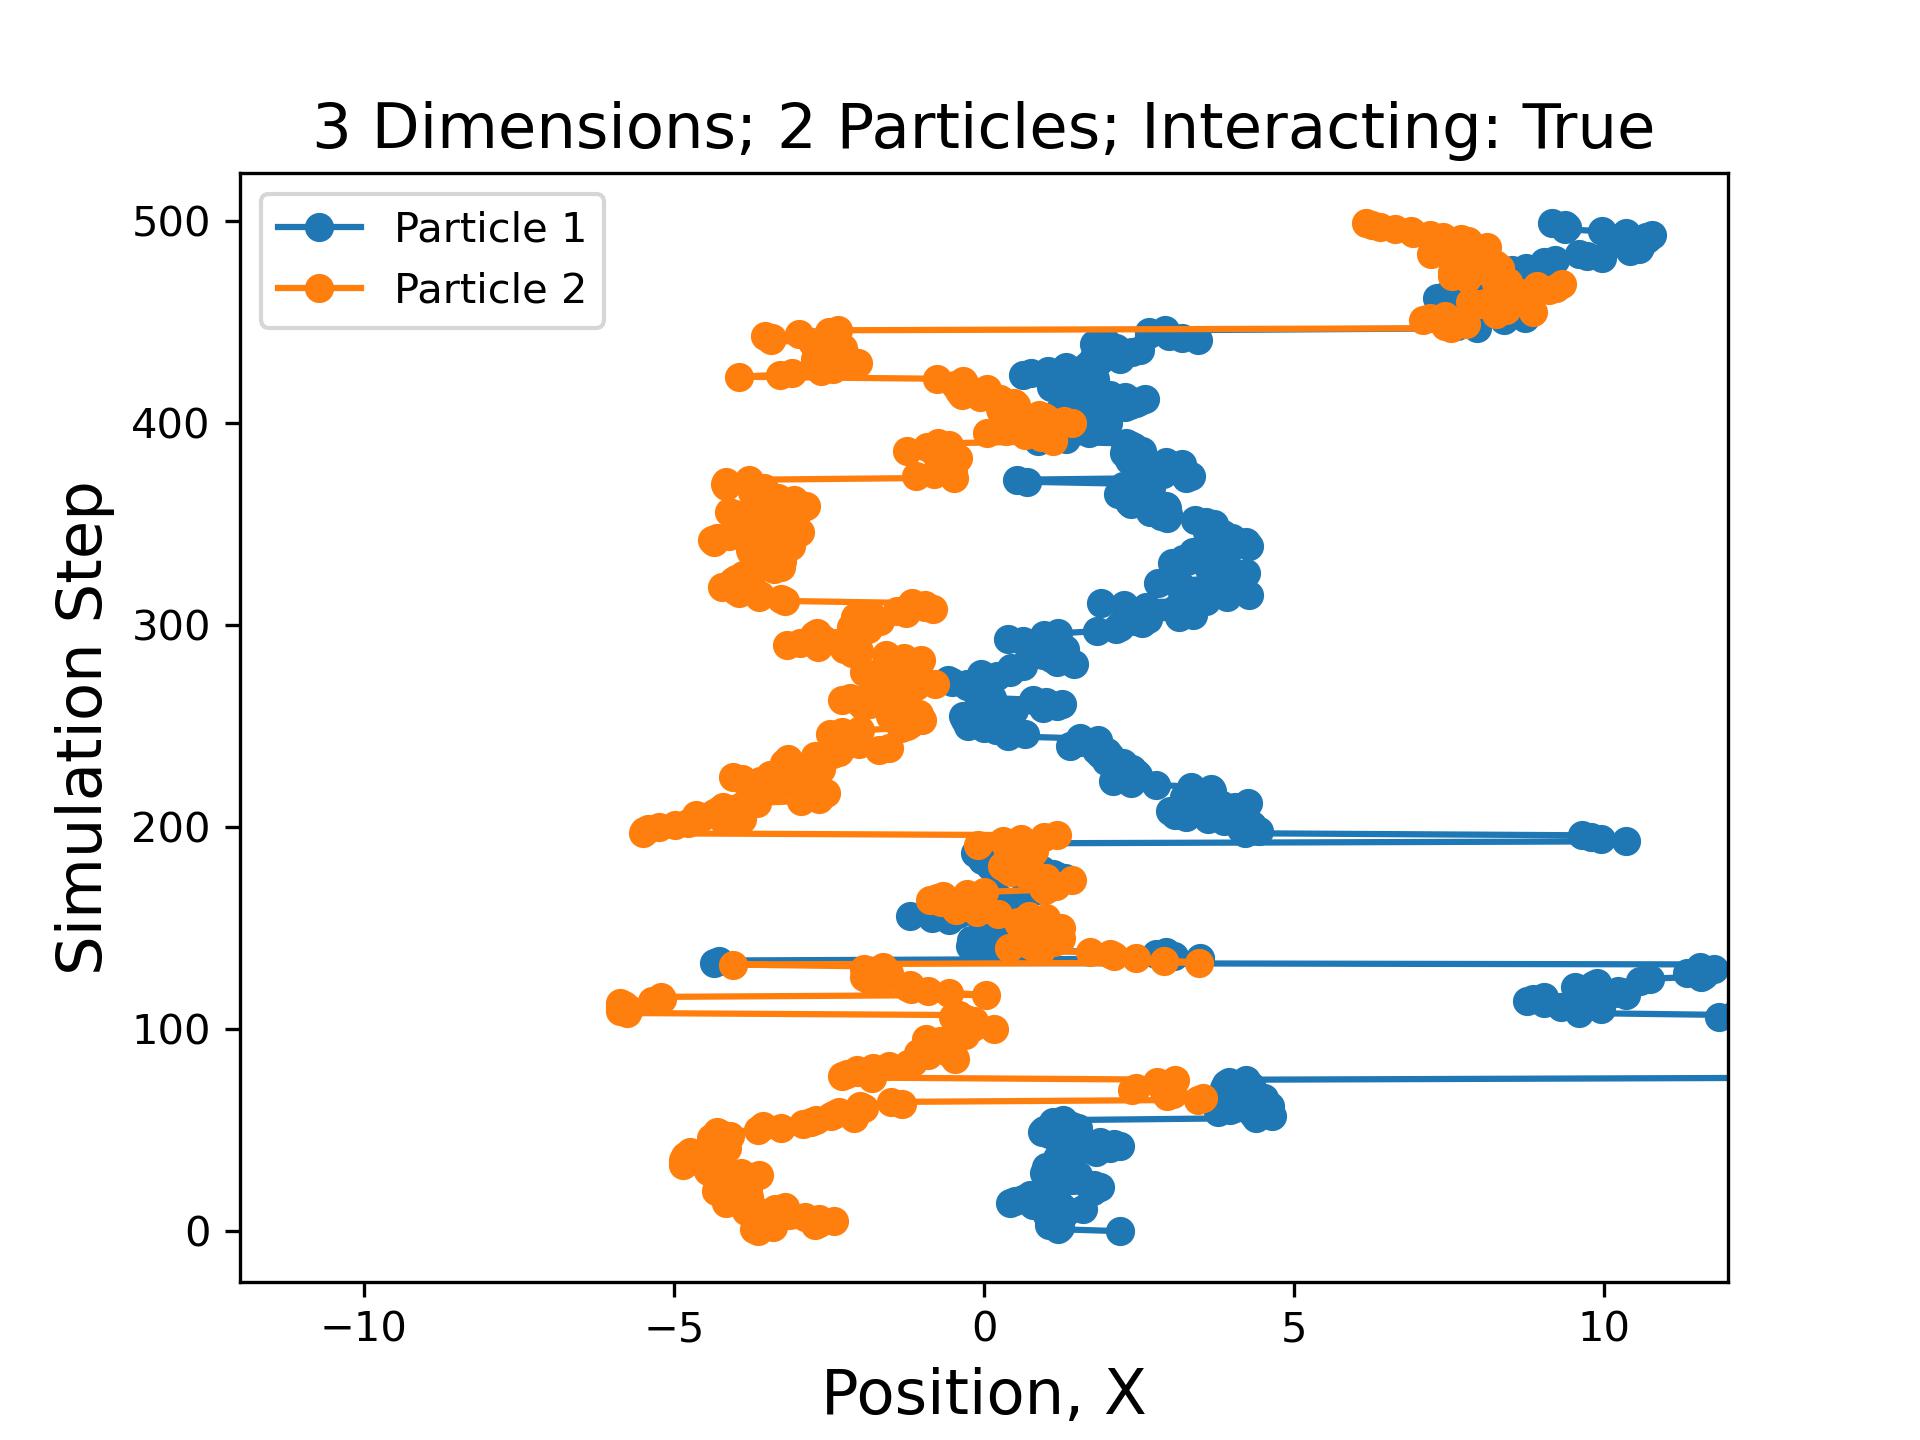 3 Dimensions; 2 Particles; Interacting: True
Particle 1
Particle 2
Simulation Step
500
400
300
200
100
0
−10
−5
0
5
10
Position, X